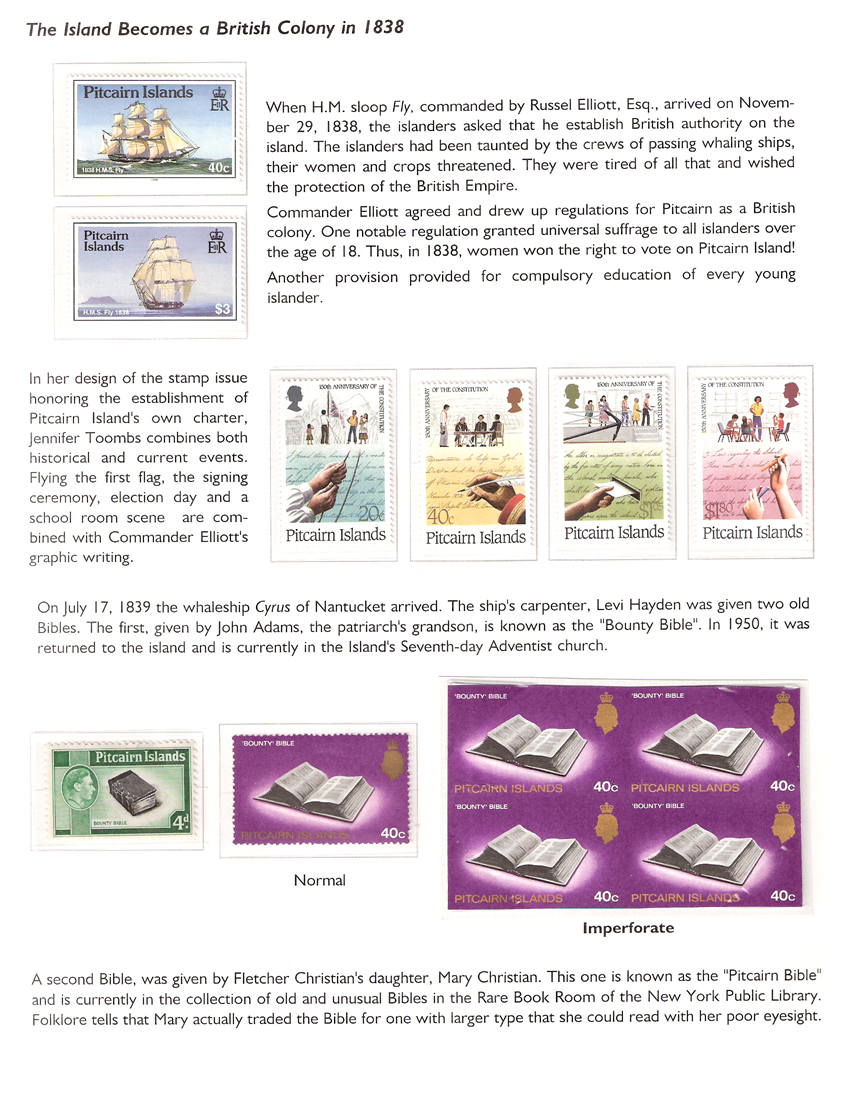 The Island Becomes a British Colony in 1838
Pitcairn Islands
EIIR
1838 H.M.S. Fly
40c
When H.M. sloop Fly, commanded by Russel Elliott, Esq., arrived on Novem-
ber 29, 1838, the islanders asked that he establish British authority on the
island. The islanders had been taunted by the crews of passing whaling ships,
their women and crops threatened. They were tired of all that and wished
the protection of the British Empire.
Pitcairn
Islands
EIIR
H.M.S. Fly 1838
$3
Commander Elliott agreed and drew up regulations for Pitcairn as a British
colony. One notable regulation granted universal suffrage to all islanders over
the age of 18. Thus, in 1838, women won the right to vote on Pitcairn Island!
Another provision provided for compulsory education of every young
islander.
In her design of the stamp issue
honoring the establishment of
Pitcairn Island's own charter,
Jennifer Toombs combines both
historical and current events.
Flying the first flag, the signing
ceremony, election day and a
school room scene are com-
bined with Commander Elliott's
graphic writing.
150th ANNIVERSARY OF
THE CONSTITUTION
20c
Pitcairn Islands
150th ANNIVERSARY
OF THE CONSTITUTION
40c
Pitcairn Islands
150th ANNIVERSARY OF
THE CONSTITUTION
$1·05
Pitcairn Islands
150th ANNIVERSARY
OF THE CONSTITUTION
$1·80
Pitcairn Islands
On July 17, 1839 the whaleship Cyrus of Nantucket arrived. The ship's carpenter, Levi Hayden was given two old
Bibles. The first, given by John Adams, the patriarch's grandson, is known as the "Bounty Bible". In 1950, it was
returned to the island and is currently in the Island's Seventh-day Adventist church.
Pitcairn Islands
BOUNTY BIBLE
4d
'BOUNTY' BIBLE
PITCAIRN ISLANDS
40c
Normal
'BOUNTY' BIBLE
PITCAIRN ISLANDS
40c
'BOUNTY' BIBLE
PITCAIRN ISLANDS
40c
'BOUNTY' BIBLE
PITCAIRN ISLANDS
40c
'BOUNTY' BIBLE
PITCAIRN ISLANDS
40c
Imperforate
A second Bible, was given by Fletcher Christian's daughter, Mary Christian. This one is known as the "Pitcairn Bible"
and is currently in the collection of old and unusual Bibles in the Rare Book Room of the New York Public Library.
Folklore tells that Mary actually traded the Bible for one with larger type that she could read with her poor eyesight.